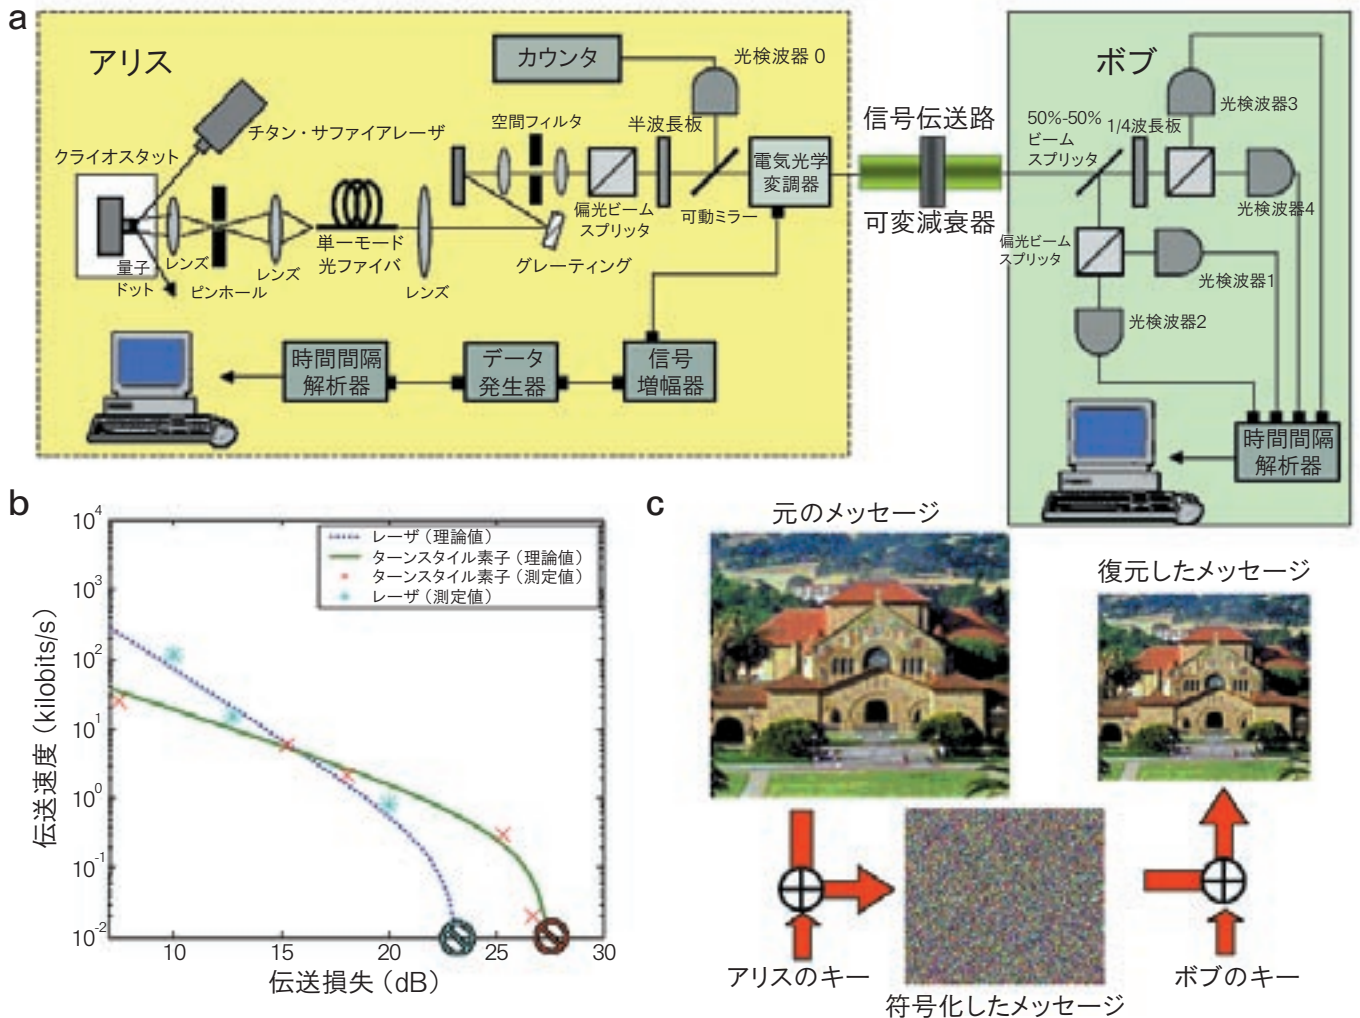 a
アリス
カウンタ
光検波器 0
チタン・サファイアレーザ
クライオスタット
空間フィルタ
半波長板
電気光学
変調器
偏光ビーム
スプリッタ
可動ミラー
量子
ドット
レンズ
ピンホール
レンズ
単一モード
光ファイバ
レンズ
グレーティング
時間間隔
解析器
データ
発生器
信号
増幅器
信号伝送路
可変減衰器
ボブ
50%-50%
ビーム
スプリッタ
1/4波長板
光検波器3
光検波器4
偏光ビーム
スプリッタ
光検波器1
光検波器2
時間間隔
解析器
b
伝送速度 (kilobits/s)
10⁴
10³
10²
10¹
10⁰
10⁻¹
10⁻²
レーザ (理論値)
ターンスタイル素子 (理論値)
ターンスタイル素子 (測定値)
レーザ (測定値)
10
15
20
25
30
伝送損失 (dB)
c
元のメッセージ
復元したメッセージ
アリスのキー
符号化したメッセージ
ボブのキー